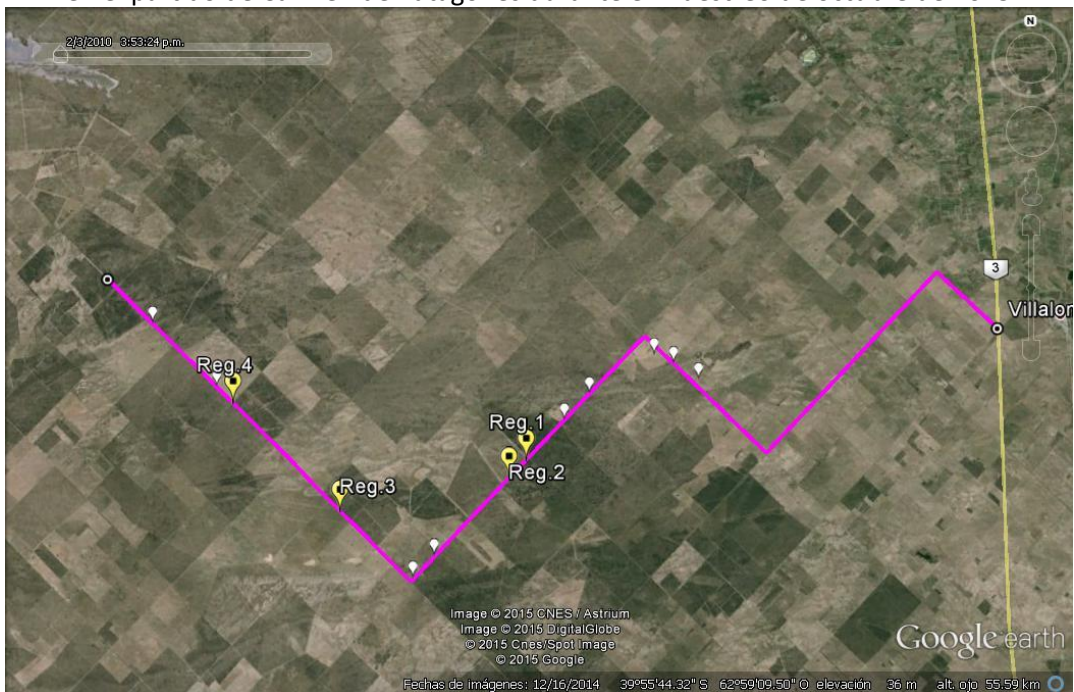 2/3/2010 3:53:24 p.m.
N
3
Villalon
Reg.4
Reg.1
Reg.2
Reg.3
Image © 2015 CNES / Astrium
Image © 2015 DigitalGlobe
© 2015 Cnes/Spot Image
© 2015 Google
Google earth
Fechas de imágenes: 12/16/2014 39°55'44.32" S 62°59'09.50" O elevación 36 m alt. ojo 55.59 km